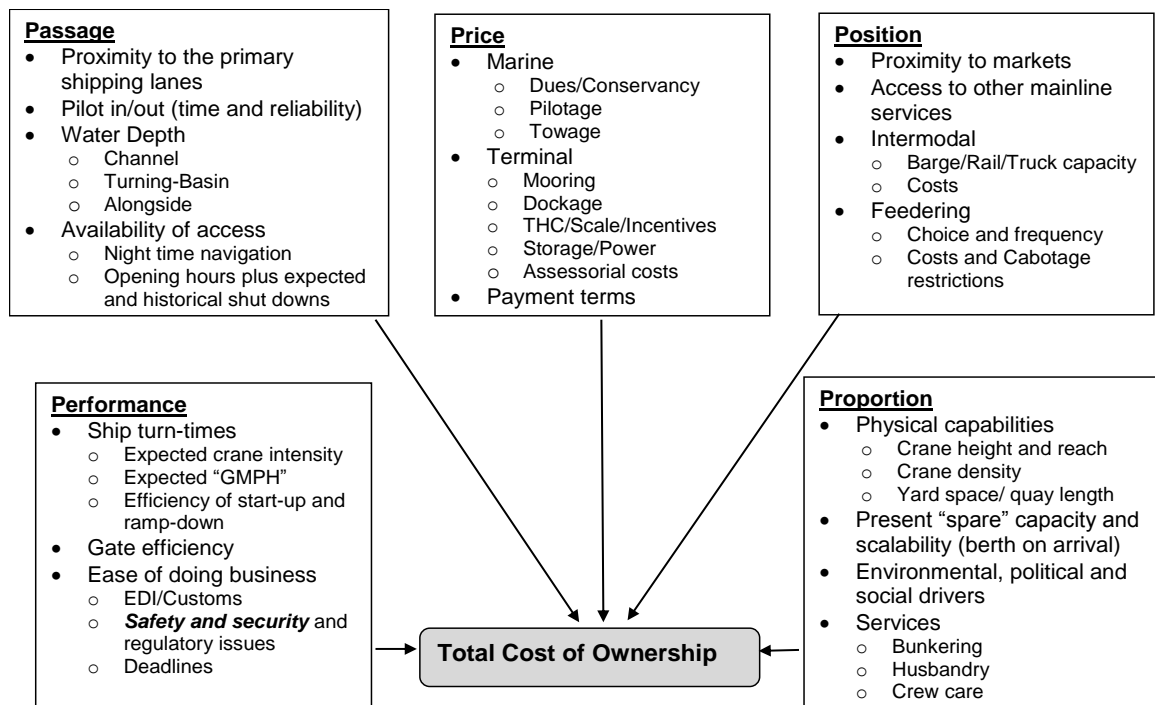 Passage
• Proximity to the primary
shipping lanes
• Pilot in/out (time and reliability)
• Water Depth
o Channel
o Turning-Basin
o Alongside
• Availability of access
o Night time navigation
o Opening hours plus expected
and historical shut downs
Price
• Marine
o Dues/Conservancy
o Pilotage
o Towage
• Terminal
o Mooring
o Dockage
o THC/Scale/Incentives
o Storage/Power
o Assessorial costs
• Payment terms
Position
• Proximity to markets
• Access to other mainline
services
• Intermodal
o Barge/Rail/Truck capacity
o Costs
• Feedering
o Choice and frequency
o Costs and Cabotage
restrictions
Performance
• Ship turn-times
o Expected crane intensity
o Expected “GMPH”
o Efficiency of start-up and
ramp-down
• Gate efficiency
• Ease of doing business
o EDI/Customs
o Safety and security and
regulatory issues
o Deadlines
Total Cost of Ownership
Proportion
• Physical capabilities
o Crane height and reach
o Crane density
o Yard space/ quay length
• Present “spare” capacity and
scalability (berth on arrival)
• Environmental, political and
social drivers
• Services
o Bunkering
o Husbandry
o Crew care